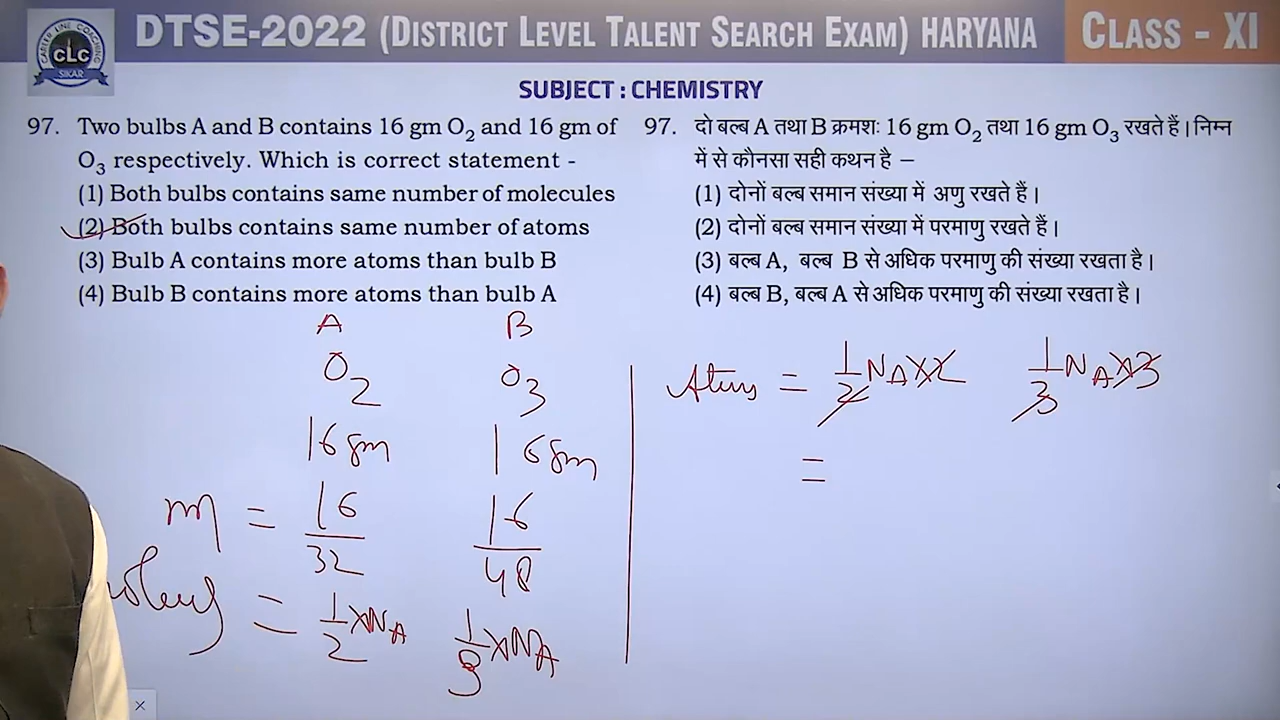 DTSE-2022 (DISTRICT LEVEL TALENT SEARCH EXAM) HARYANA
CLASS - XI
CAREER LINE COACHING
CLC
SIKAR
SUBJECT : CHEMISTRY
97. Two bulbs A and B contains 16 gm O2 and 16 gm of
O3 respectively. Which is correct statement -
(1) Both bulbs contains same number of molecules
(2) Both bulbs contains same number of atoms
(3) Bulb A contains more atoms than bulb B
(4) Bulb B contains more atoms than bulb A
97. दो बल्ब A तथा B क्रमशः 16 gm O2 तथा 16 gm O3 रखते हैं। निम्न
में से कौनसा सही कथन है –
(1) दोनों बल्ब समान संख्या में अणु रखते हैं।
(2) दोनों बल्ब समान संख्या में परमाणु रखते हैं।
(3) बल्ब A, बल्ब B से अधिक परमाणु की संख्या रखता है।
(4) बल्ब B, बल्ब A से अधिक परमाणु की संख्या रखता है।
A B
O2 O3
16gm 16gm
n = 16/32 16/48
= 1/2 × NA 1/3 × NA
Atoms = 1/2 NA×2 1/3 NA×3
=